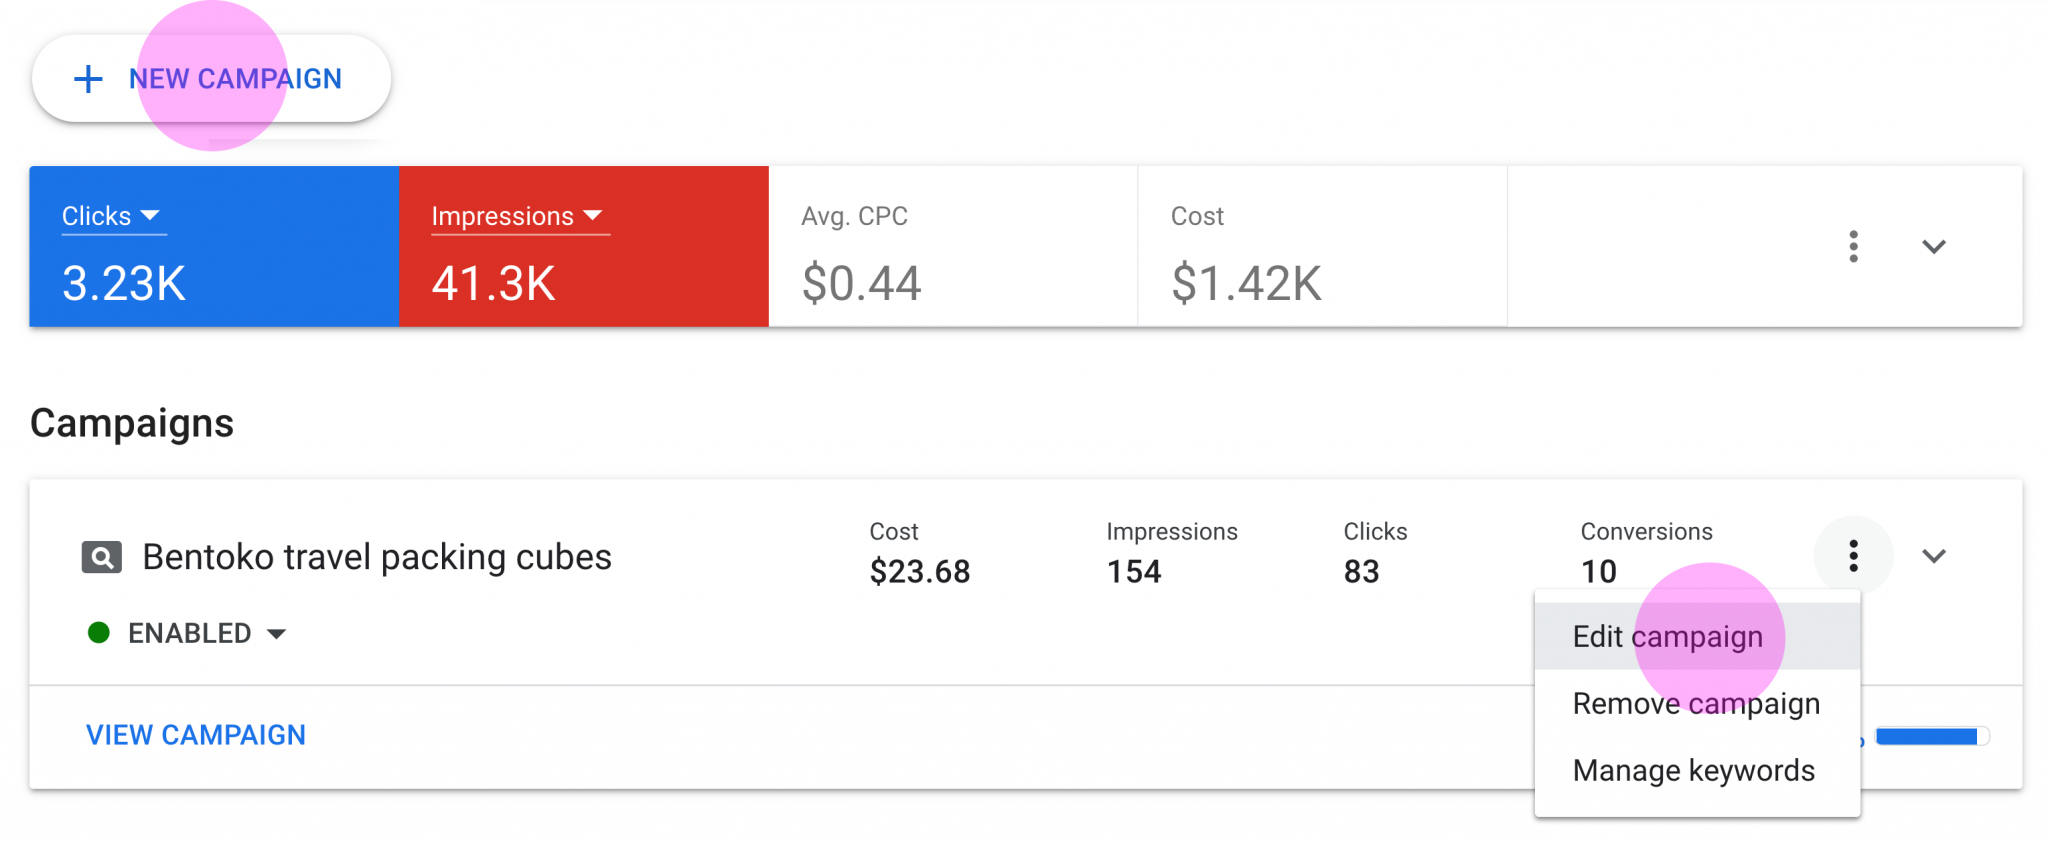 NEW CAMPAIGN
Clicks Impressions Avg. CPC Cost
3.23K 41.3K $0.44 $1.42K
Campaigns
Cost Impressions Clicks Conversions
Bentoko travel packing cubes $23.68 154 83 10
ENABLED
Edit campaign
Remove campaign
VIEW CAMPAIGN
Manage keywords